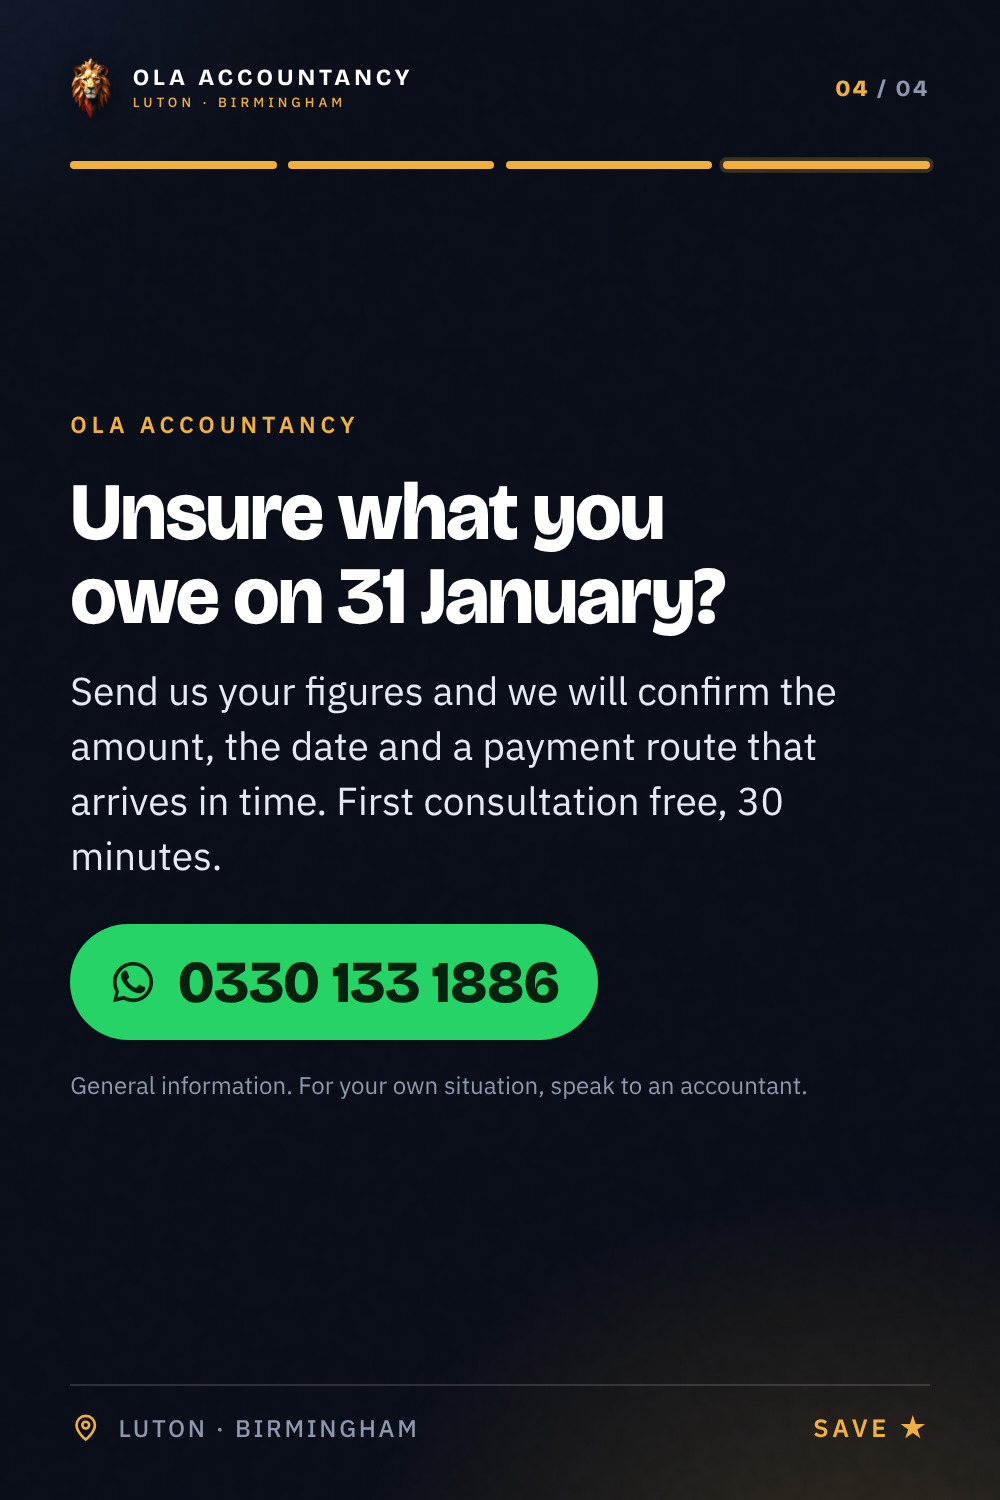 OLA ACCOUNTANCY
LUTON · BIRMINGHAM
04 / 04
OLA ACCOUNTANCY
Unsure what you
owe on 31 January?
Send us your figures and we will confirm the
amount, the date and a payment route that
arrives in time. First consultation free, 30
minutes.
0330 133 1886
General information. For your own situation, speak to an accountant.
LUTON · BIRMINGHAM
SAVE ★